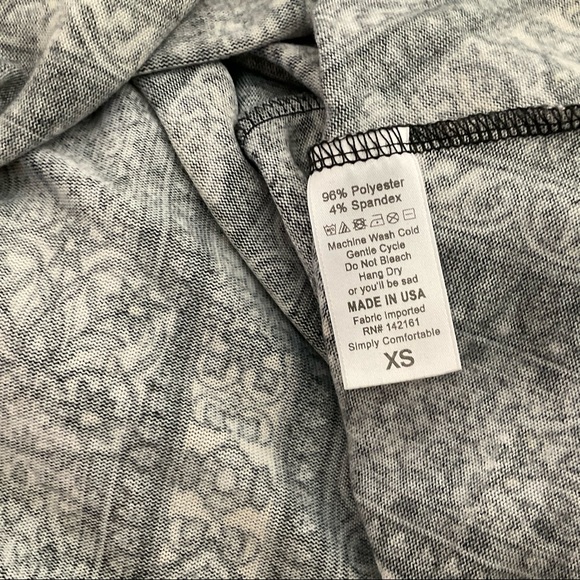 96% Polyester
4% Spandex
Machine Wash Cold
Gentle Cycle
Do Not Bleach
Hang Dry
or you'll be sad
MADE IN USA
Fabric Imported
RN# 142161
Simply Comfortable
XS